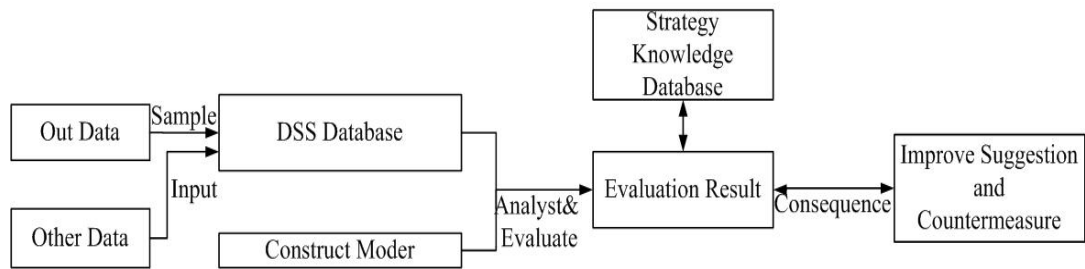 Strategy
Knowledge
Database
Out Data
Sample
DSS Database
Input
Other Data
Construct Moder
Analyst&
Evaluate
Evaluation Result
Consequence
Improve Suggestion
and
Countermeasure